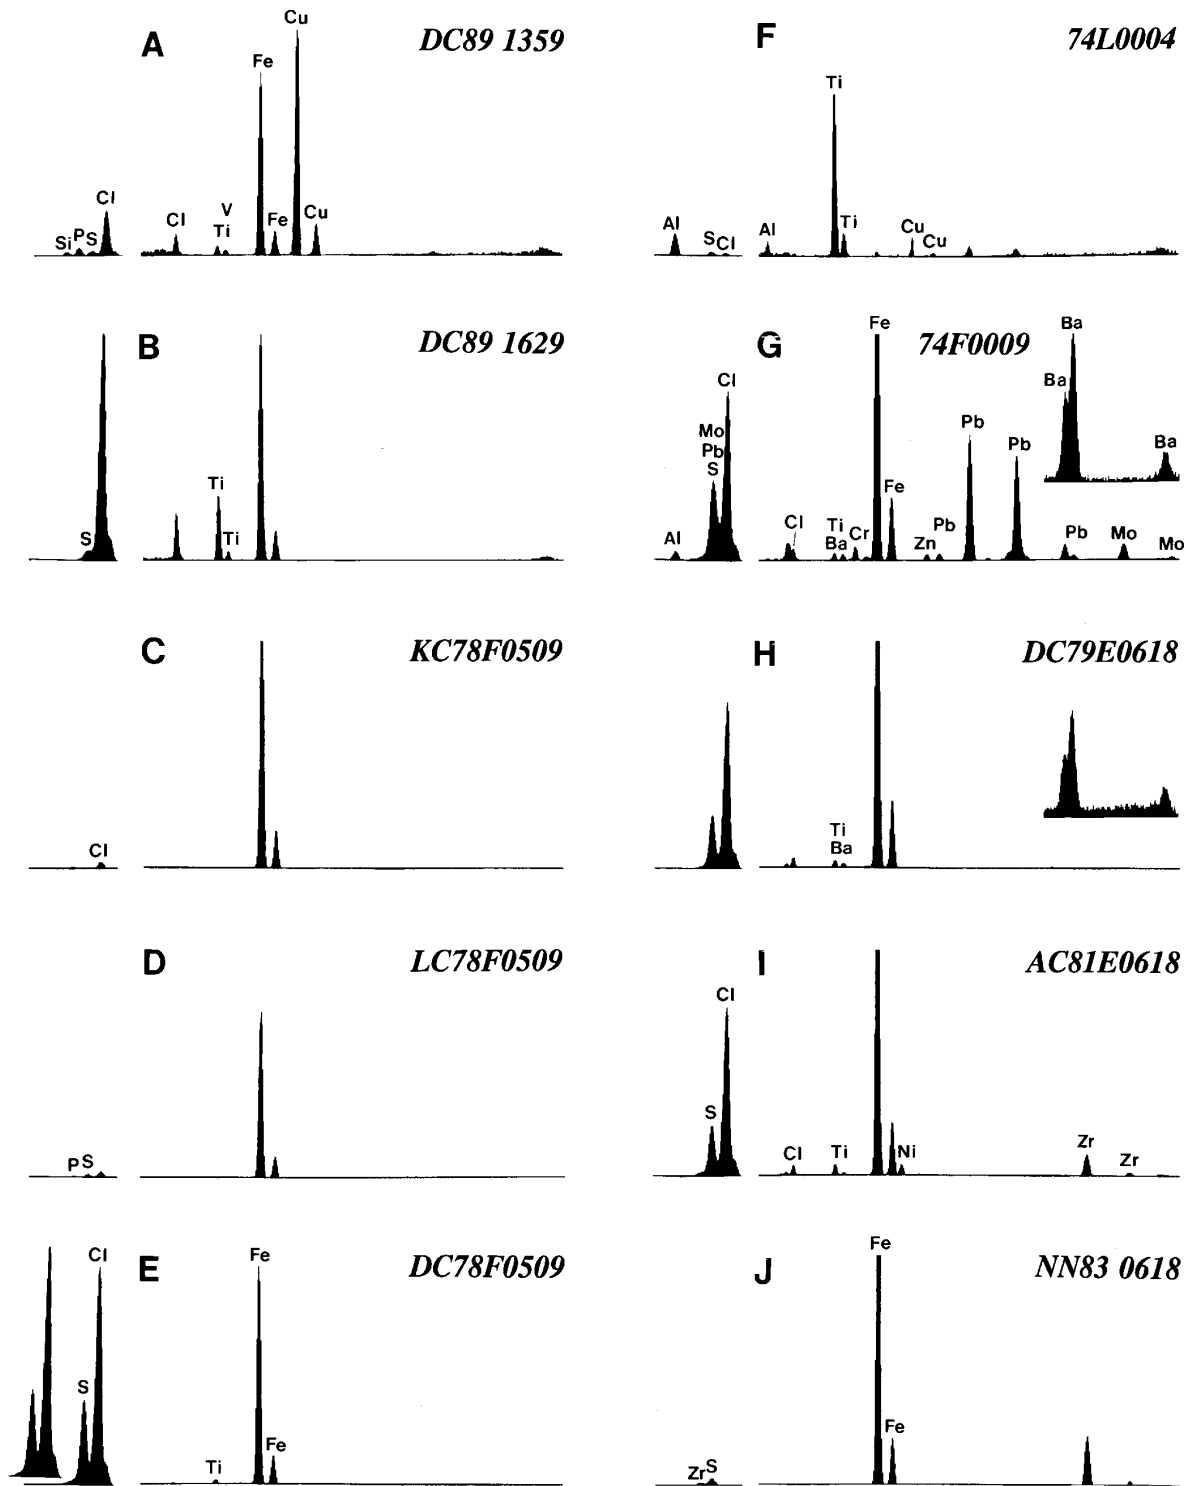 A
DC89 1359
Si P S Cl Cl V Ti Fe Fe Cu Cu
B
DC89 1629
S Ti Ti
C
KC78F0509
Cl
D
LC78F0509
P S
E
DC78F0509
Cl S Ti Fe Fe
F
74L0004
Al S Cl Al Ti Ti Cu Cu
G
74F0009
Al Mo Pb S Cl Cl Ti Ba Cr Fe Fe Zn Pb Pb Pb Ba Ba Ba Pb Mo Mo
H
DC79E0618
Ti Ba
I
AC81E0618
S Cl Cl Ti Ni Zr Zr
J
NN83 0618
Zr S Fe Fe